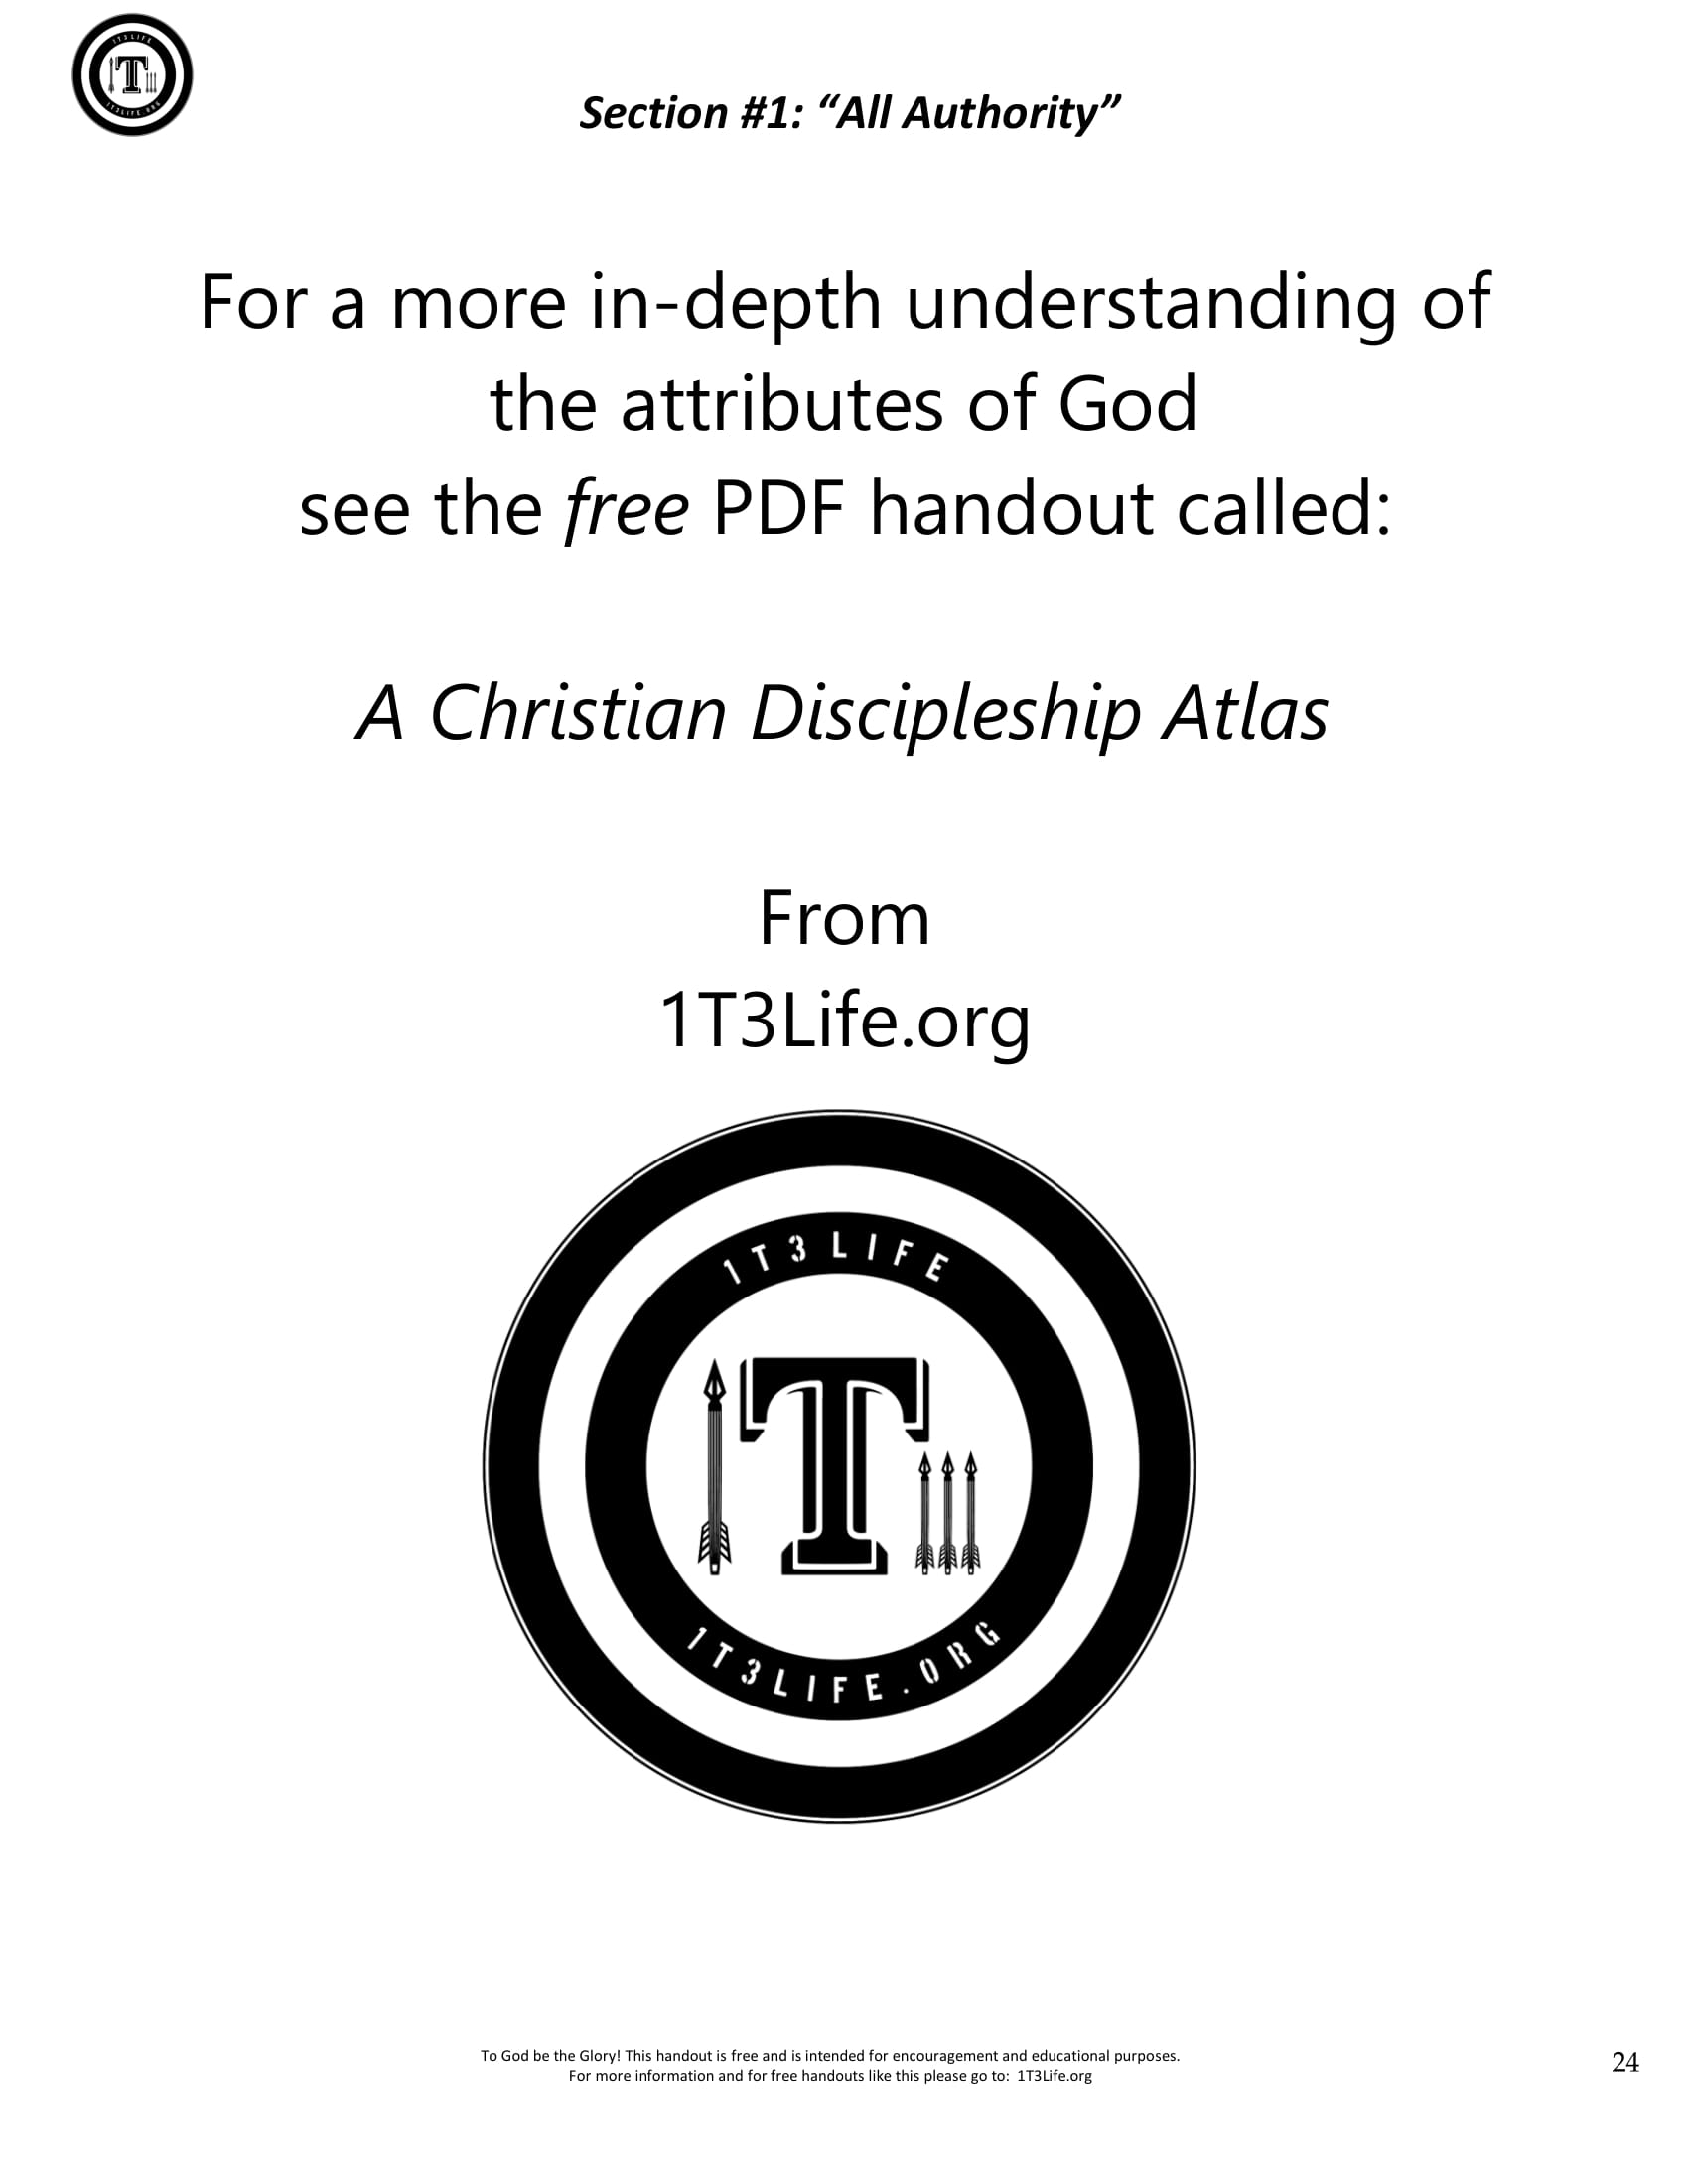 1T3LIFE
T
1T3LIFE.ORG
Section #1: “All Authority”
For a more in-depth understanding of
the attributes of God
see the free PDF handout called:
A Christian Discipleship Atlas
From
1T3Life.org
1T3LIFE
T
1T3LIFE.ORG
To God be the Glory! This handout is free and is intended for encouragement and educational purposes.
For more information and for free handouts like this please go to:  1T3Life.org
24